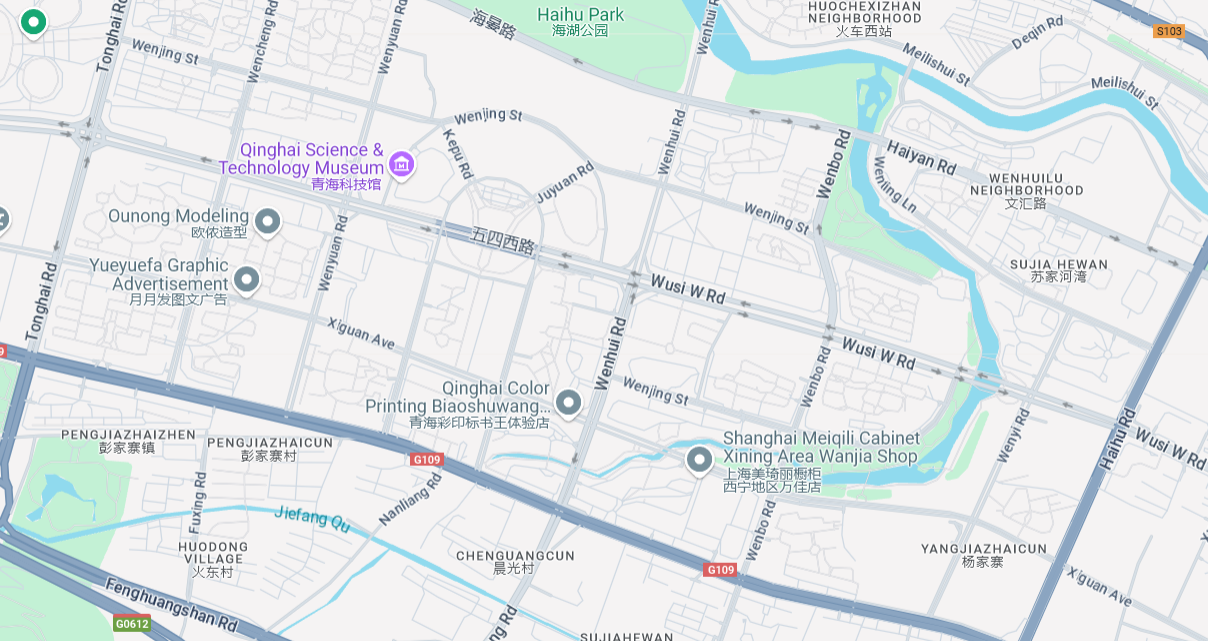 HUOCHEXIZHAN
NEIGHBORHOOD
火车西站
Haihu Park
海湖公园
海晏路
Wenhui Rd
S103
Deqin Rd
Meilishui St
Meilishui St
Tonghai Rd
Wenjing St
Wencheng Rd
Wenyuan Rd
Wenjing St
Kepu Rd
Juyuan Rd
Wenhui Rd
Wenbo Rd
Haiyan Rd
Wenjing Ln
WENHUILU
NEIGHBORHOOD
文汇路
Qinghai Science &
Technology Museum
青海科技馆
Ounong Modeling
欧侬造型
Wenyuan Rd
五四西路
Wenjing St
SUJIA HEWAN
苏家河湾
Yueyuefa Graphic
Advertisement
月月发图文广告
Tonghai Rd
Wusi W Rd
Xiguan Ave
Wenhui Rd
Wusi W Rd
Wenbo Rd
Wenjing St
Qinghai Color
Printing Biaoshuwang...
青海彩印标书王体验店
PENGJIAZHAIZHEN
彭家寨镇
PENGJIAZHAICUN
彭家寨村
G109
Shanghai Meiqili Cabinet
Xining Area Wanjia Shop
上海美琦丽橱柜
西宁地区万佳店
Wenyi Rd
Haihu Rd
Wusi W Rd
Fuxing Rd
Nanliang Rd
Jiefang Qu
HUODONG
VILLAGE
火东村
CHENGUANGCUN
晨光村
Wenbo Rd
G109
YANGJIAZHAICUN
杨家寨
Xiguan Ave
Fenghuangshan Rd
G0612
SUJIAHEWAN